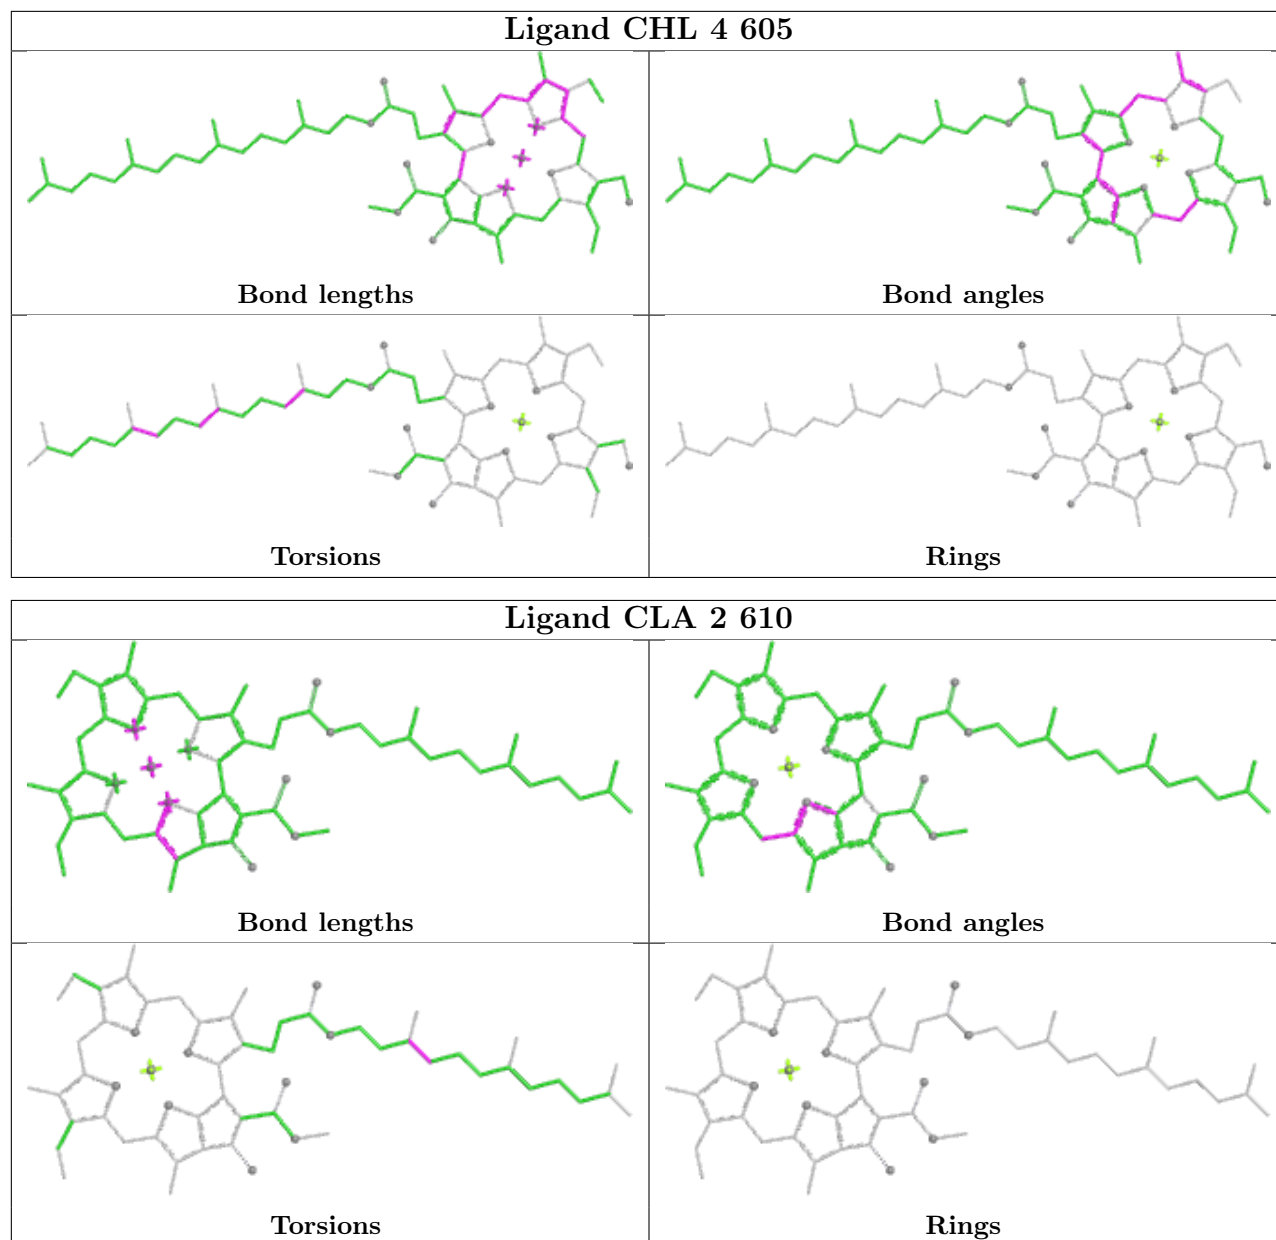 Ligand CHL 4 605
Bond lengths
Bond angles
Torsions
Rings
Ligand CLA 2 610
Bond lengths
Bond angles
Torsions
Rings